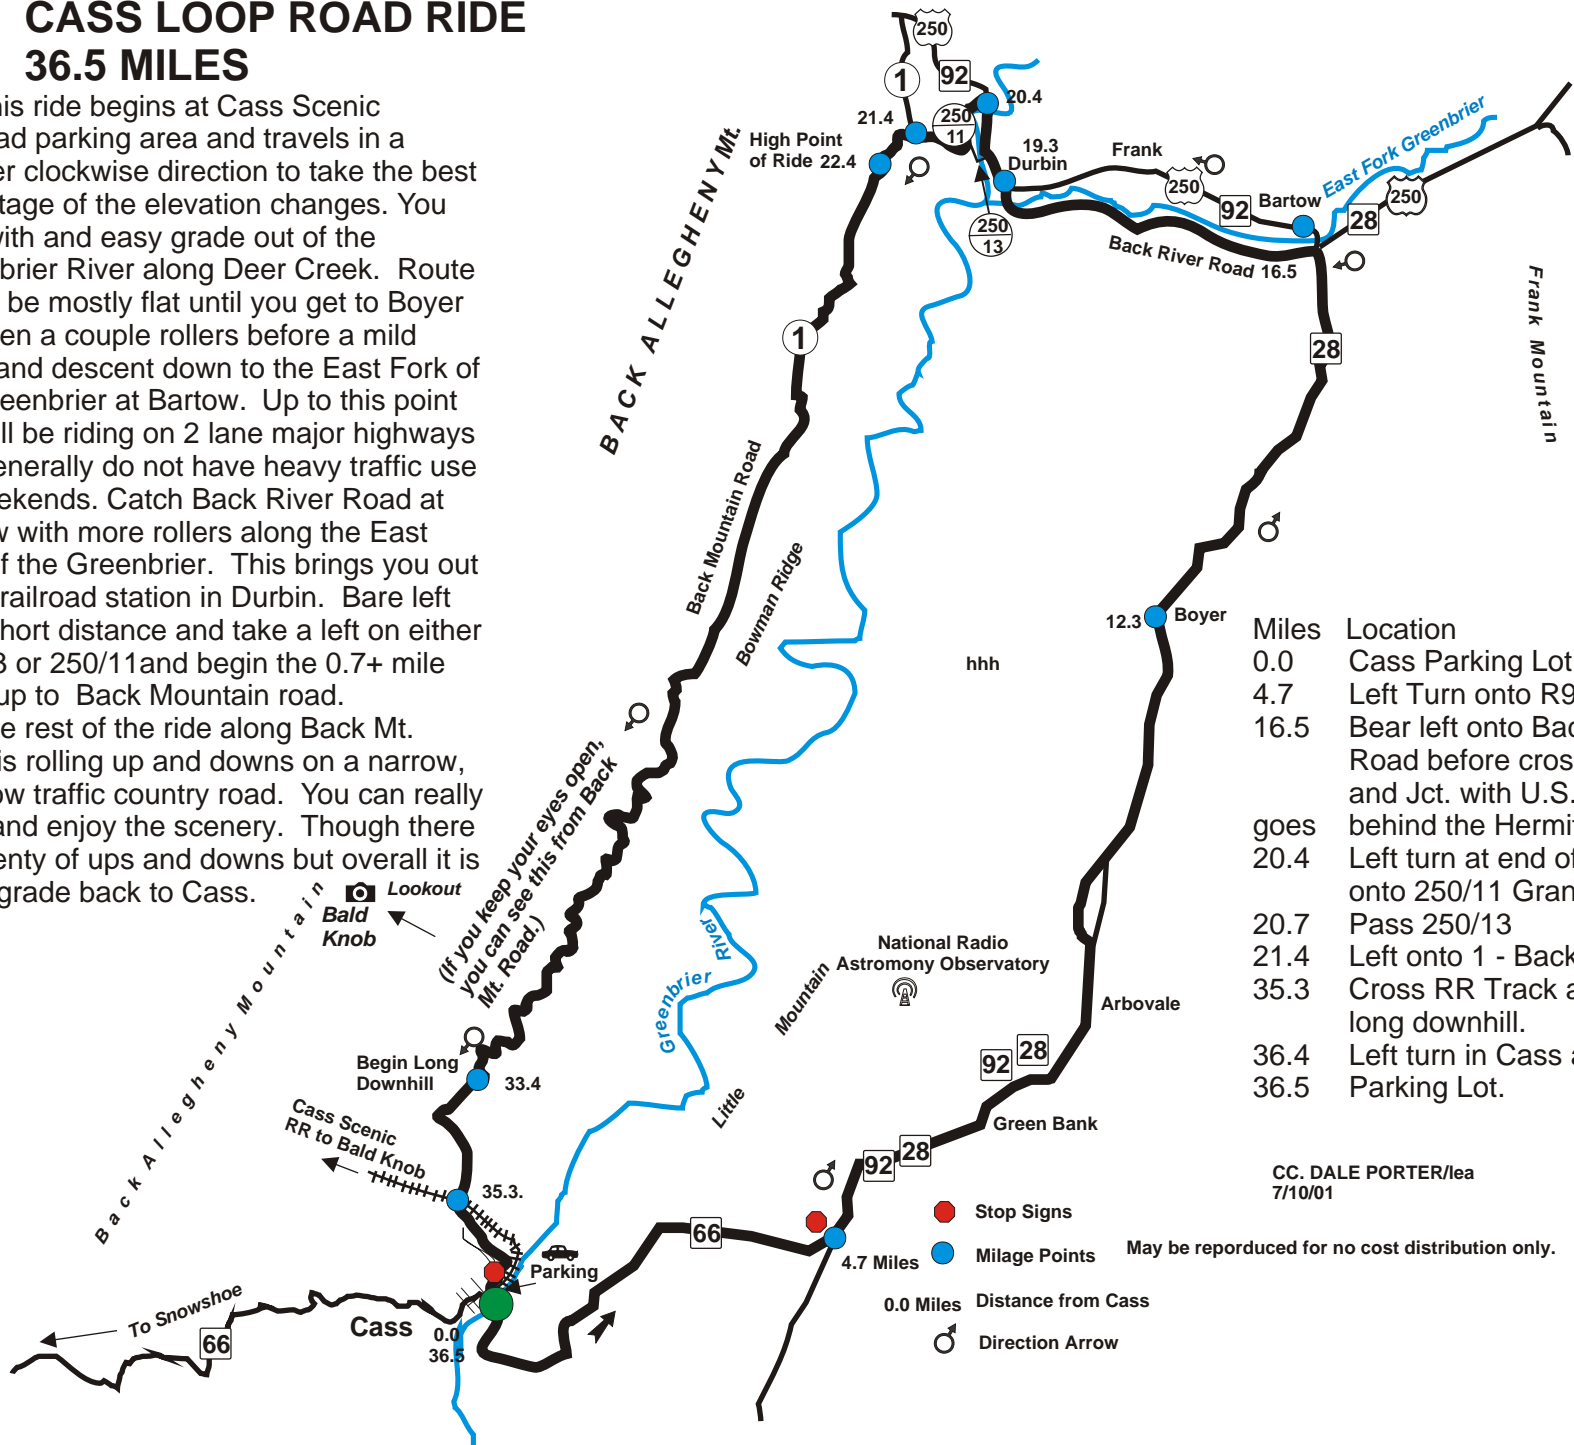 CASS LOOP ROAD RIDE
36.5 MILES
his ride begins at Cass Scenic
ad parking area and travels in a
er clockwise direction to take the best
tage of the elevation changes. You
with and easy grade out of the
brier River along Deer Creek. Route
be mostly flat until you get to Boyer
en a couple rollers before a mild
and descent down to the East Fork of
eenbrier at Bartow. Up to this point
ll be riding on 2 lane major highways
enerally do not have heavy traffic use
ekends. Catch Back River Road at
w with more rollers along the East
f the Greenbrier. This brings you out
railroad station in Durbin. Bare left
hort distance and take a left on either
3 or 250/11and begin the 0.7+ mile
up to Back Mountain road.
e rest of the ride along Back Mt.
is rolling up and downs on a narrow,
ow traffic country road. You can really
and enjoy the scenery. Though there
enty of ups and downs but overall it is
grade back to Cass.
250
1
92
20.4
21.4
250
11
High Point
of Ride 22.4
19.3
Durbin
Frank
250
92
Bartow
East Fork Greenbrier
28
250
250
13
Back River Road 16.5
BACK ALLEGHENY Mt.
Frank Mountain
1
28
Back Mountain Road
Bowman Ridge
12.3
Boyer
hhh
Miles Location
0.0 Cass Parking Lot
4.7 Left Turn onto R9
16.5 Bear left onto Bac
Road before cros
and Jct. with U.S.
goes behind the Hermi
20.4 Left turn at end of
onto 250/11 Gran
20.7 Pass 250/13
21.4 Left onto 1 - Back
35.3 Cross RR Track a
long downhill.
36.4 Left turn in Cass a
36.5 Parking Lot.
(If you keep your eyes open,
you can see this from Back
Mt. Road.)
Lookout
Bald
Knob
Back Allegheny Mountain
Greenbrier River
National Radio
Astromony Observatory
Little Mountain
Arbovale
92
28
Green Bank
Begin Long
Downhill
33.4
Cass Scenic
RR to Bald Knob
35.3.
92
28
66
4.7 Miles
Parking
Cass
0.0
36.5
To Snowshoe
66
Stop Signs
Milage Points
0.0 Miles Distance from Cass
Direction Arrow
CC. DALE PORTER/lea
7/10/01
May be reporduced for no cost distribution only.